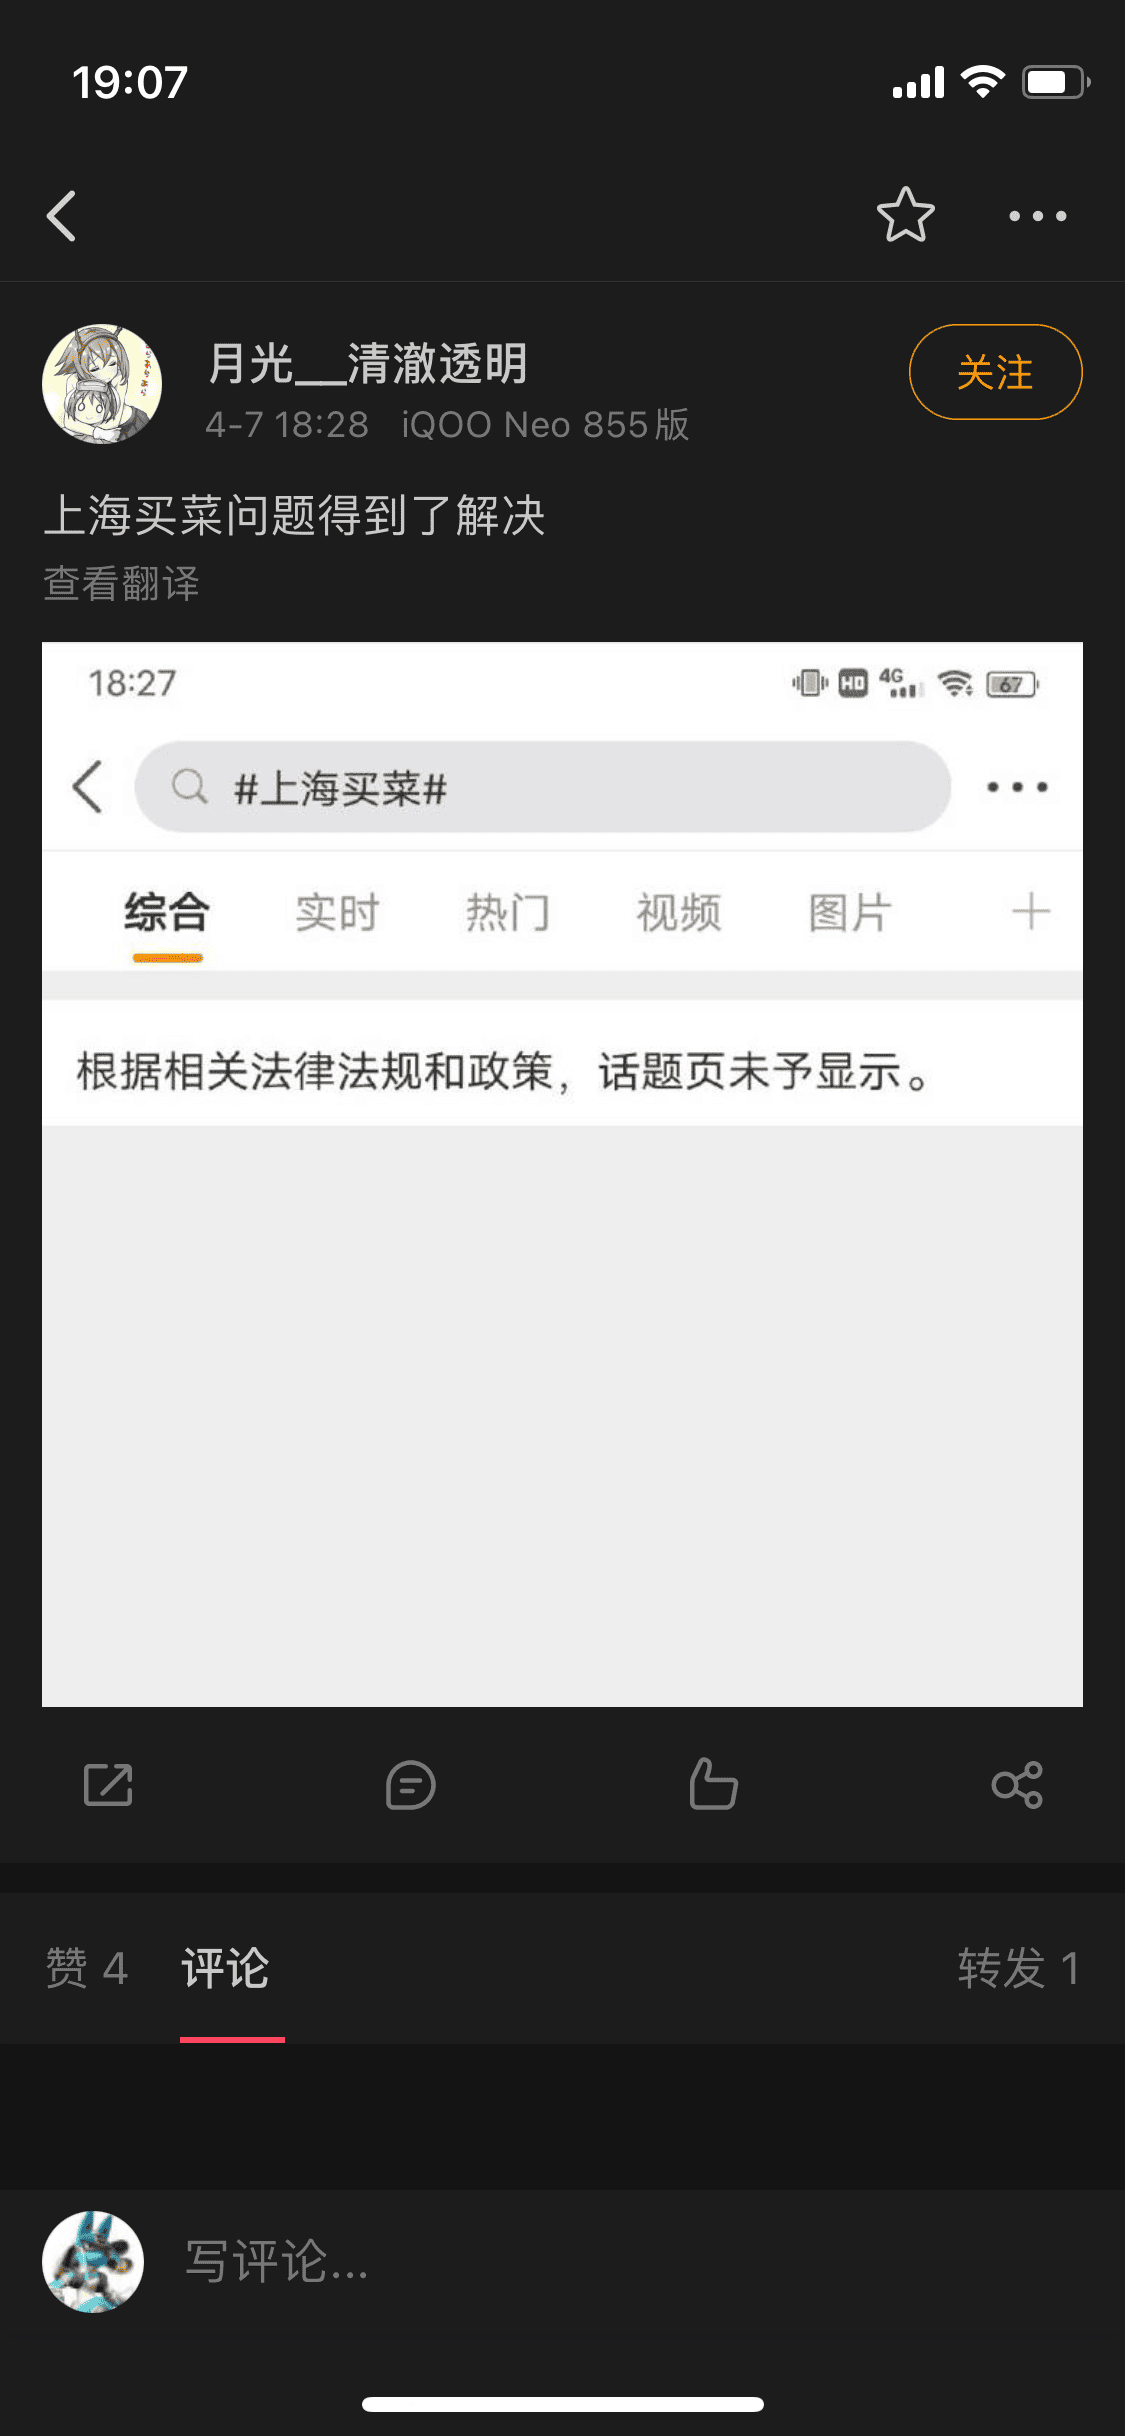 19:07
月光__清澈透明
关注
4-7 18:28 iQOO Neo 855版
上海买菜问题得到了解决
查看翻译
18:27
HD 4G 67
#上海买菜#
综合 实时 热门 视频 图片
根据相关法律法规和政策，话题页未予显示。
赞 4 评论 转发 1
写评论...